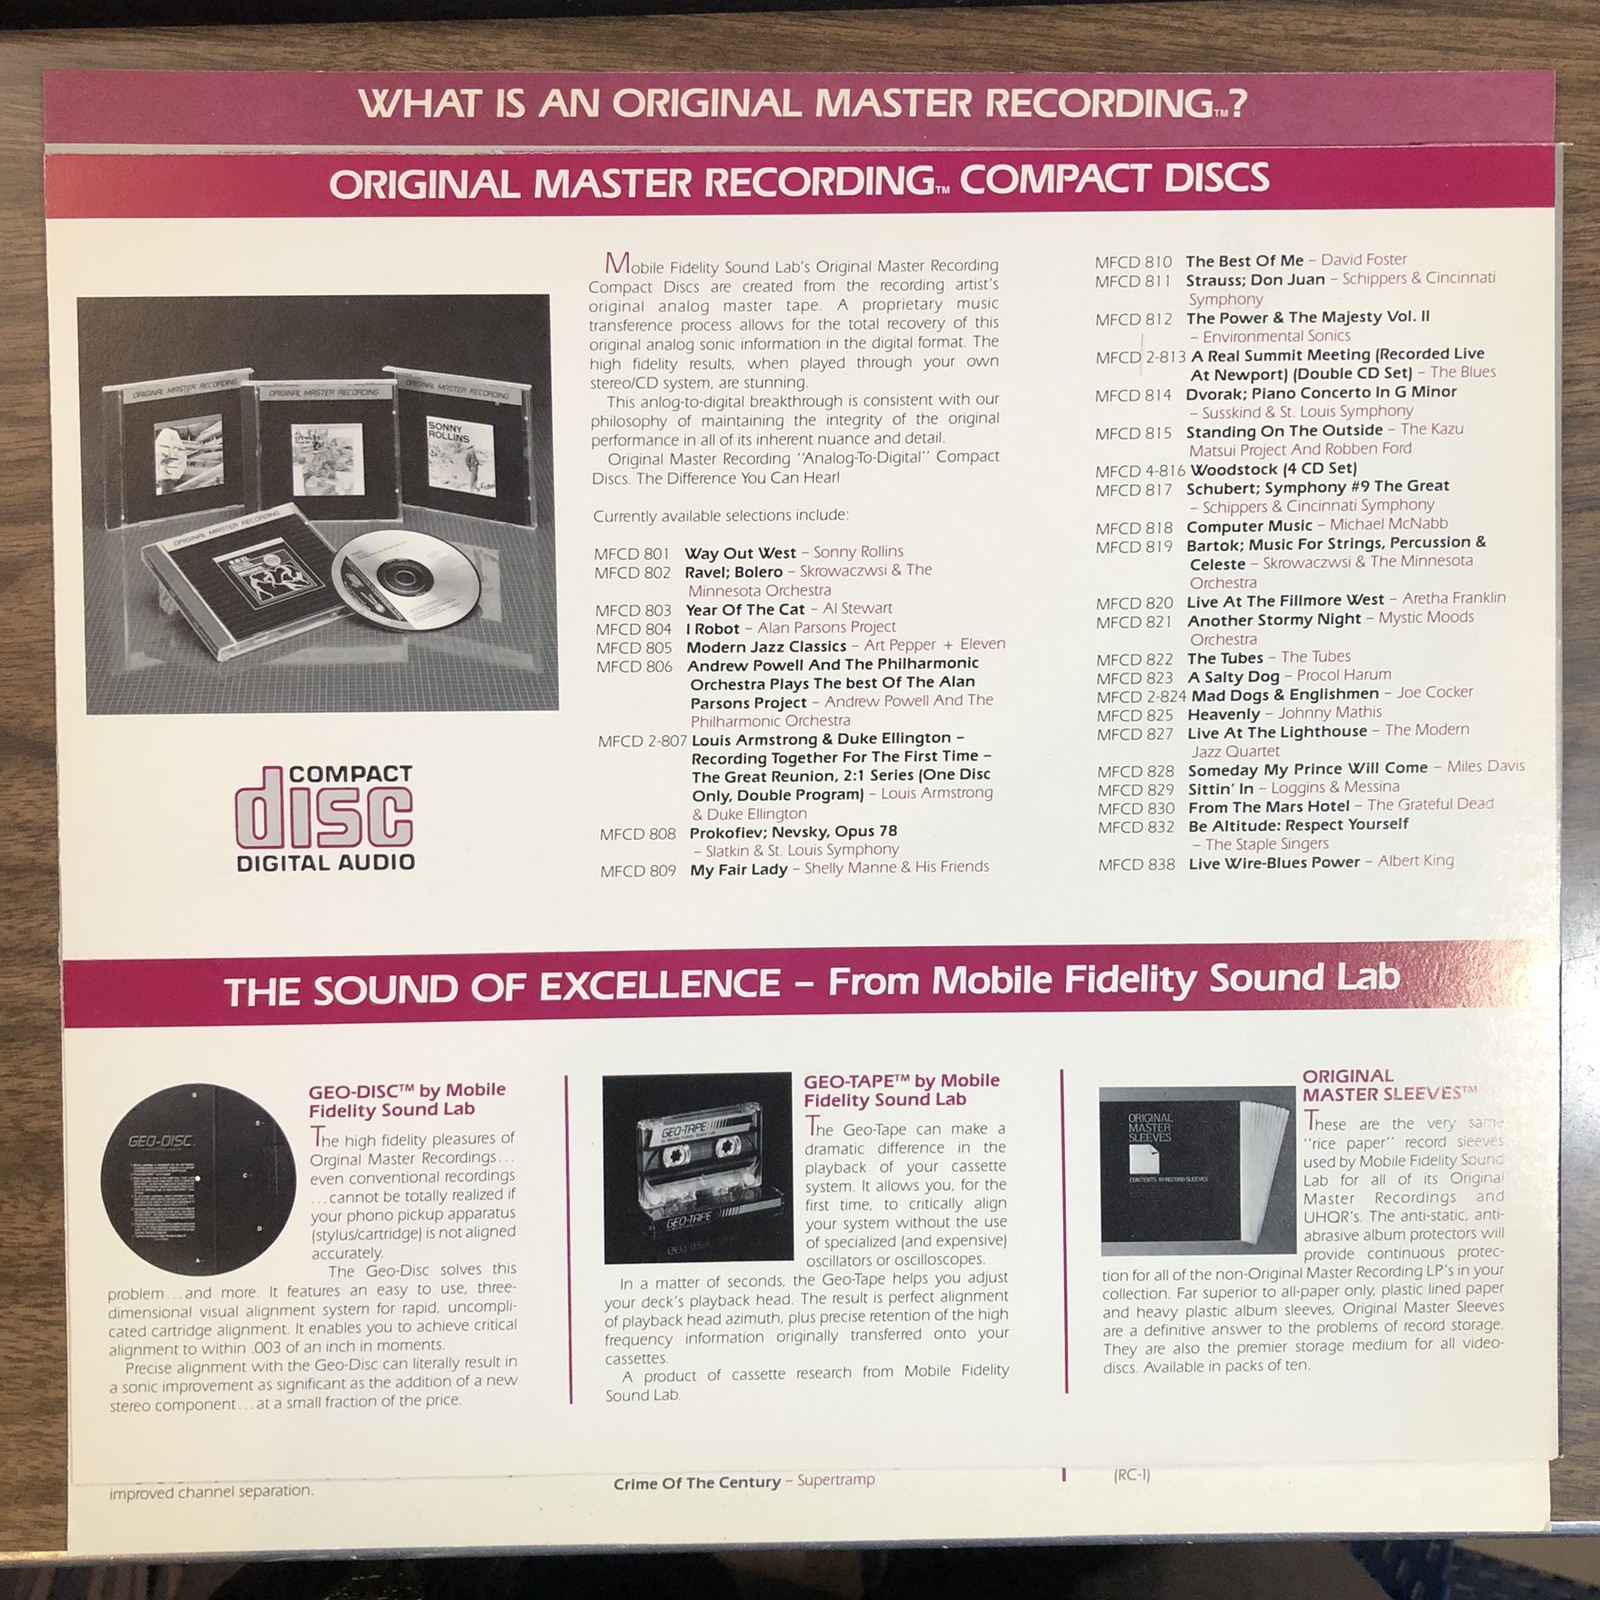 WHAT IS AN ORIGINAL MASTER RECORDING™?
ORIGINAL MASTER RECORDING™ COMPACT DISCS
ORIGINAL MASTER RECORDING
ORIGINAL MASTER RECORDING
ORIGINAL MASTER RECORDING
SONNY
ROLLINS
ORIGINAL MASTER RECORDING
COMPACT
disc
DIGITAL AUDIO
Mobile Fidelity Sound Lab's Original Master Recording
Compact Discs are created from the recording artist's
original analog master tape. A proprietary music
transference process allows for the total recovery of this
original analog sonic information in the digital format. The
high fidelity results, when played through your own
stereo/CD system, are stunning.
This anlog-to-digital breakthrough is consistent with our
philosophy of maintaining the integrity of the original
performance in all of its inherent nuance and detail.
Original Master Recording "Analog-To-Digital" Compact
Discs. The Difference You Can Hear!
Currently available selections include:
MFCD 801 Way Out West – Sonny Rollins
MFCD 802 Ravel; Bolero – Skrowaczwsi & The
Minnesota Orchestra
MFCD 803 Year Of The Cat – Al Stewart
MFCD 804 I Robot – Alan Parsons Project
MFCD 805 Modern Jazz Classics – Art Pepper + Eleven
MFCD 806 Andrew Powell And The Philharmonic
Orchestra Plays The best Of The Alan
Parsons Project – Andrew Powell And The
Philharmonic Orchestra
MFCD 2-807 Louis Armstrong & Duke Ellington –
Recording Together For The First Time –
The Great Reunion, 2:1 Series (One Disc
Only, Double Program) – Louis Armstrong
& Duke Ellington
MFCD 808 Prokofiev; Nevsky, Opus 78
– Slatkin & St. Louis Symphony
MFCD 809 My Fair Lady – Shelly Manne & His Friends
MFCD 810 The Best Of Me – David Foster
MFCD 811 Strauss; Don Juan – Schippers & Cincinnati
Symphony
MFCD 812 The Power & The Majesty Vol. II
– Environmental Sonics
MFCD 2-813 A Real Summit Meeting (Recorded Live
At Newport) (Double CD Set) – The Blues
MFCD 814 Dvorak; Piano Concerto In G Minor
– Susskind & St. Louis Symphony
MFCD 815 Standing On The Outside – The Kazu
Matsui Project And Robben Ford
MFCD 4-816 Woodstock (4 CD Set)
MFCD 817 Schubert; Symphony #9 The Great
– Schippers & Cincinnati Symphony
MFCD 818 Computer Music – Michael McNabb
MFCD 819 Bartok; Music For Strings, Percussion &
Celeste – Skrowaczwsi & The Minnesota
Orchestra
MFCD 820 Live At The Fillmore West – Aretha Franklin
MFCD 821 Another Stormy Night – Mystic Moods
Orchestra
MFCD 822 The Tubes – The Tubes
MFCD 823 A Salty Dog – Procol Harum
MFCD 2-824 Mad Dogs & Englishmen – Joe Cocker
MFCD 825 Heavenly – Johnny Mathis
MFCD 827 Live At The Lighthouse – The Modern
Jazz Quartet
MFCD 828 Someday My Prince Will Come – Miles Davis
MFCD 829 Sittin' In – Loggins & Messina
MFCD 830 From The Mars Hotel – The Grateful Dead
MFCD 832 Be Altitude: Respect Yourself
– The Staple Singers
MFCD 838 Live Wire-Blues Power – Albert King
THE SOUND OF EXCELLENCE – From Mobile Fidelity Sound Lab
GEO-DISC
GEO-DISC™ by Mobile
Fidelity Sound Lab
The high fidelity pleasures of
Orginal Master Recordings...
even conventional recordings
...cannot be totally realized if
your phono pickup apparatus
(stylus/cartridge) is not aligned
accurately.
The Geo-Disc solves this
problem...and more. It features an easy to use, three-
dimensional visual alignment system for rapid, uncompli-
cated cartridge alignment. It enables you to achieve critical
alignment to within .003 of an inch in moments.
Precise alignment with the Geo-Disc can literally result in
a sonic improvement as significant as the addition of a new
stereo component...at a small fraction of the price.
GEO-TAPE
GEO-TAPE
GEO-TAPE™ by Mobile
Fidelity Sound Lab
The Geo-Tape can make a
dramatic difference in the
playback of your cassette
system. It allows you, for the
first time, to critically align
your system without the use
of specialized (and expensive)
oscillators or oscilloscopes.
In a matter of seconds, the Geo-Tape helps you adjust
your deck's playback head. The result is perfect alignment
of playback head azimuth, plus precise retention of the high
frequency information originally transferred onto your
cassettes.
A product of cassette research from Mobile Fidelity
Sound Lab.
ORIGINAL
MASTER
SLEEVES
CONTENTS: 10 RECORD SLEEVES
ORIGINAL
MASTER SLEEVES™
These are the very same
"rice paper" record sleeves
used by Mobile Fidelity Sound
Lab for all of its Original
Master Recordings and
UHQR's. The anti-static, anti-
abrasive album protectors will
provide continuous protec-
tion for all of the non-Original Master Recording LP's in your
collection. Far superior to all-paper only, plastic lined paper
and heavy plastic album sleeves, Original Master Sleeves
are a definitive answer to the problems of record storage.
They are also the premier storage medium for all video-
discs. Available in packs of ten.
improved channel separation.
Crime Of The Century – Supertramp
(RC-1)